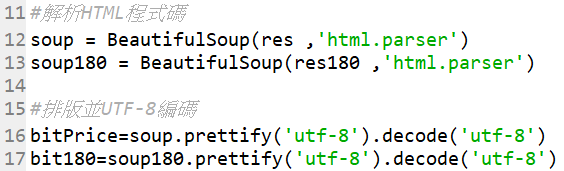 11 #解析HTML程式碼
12 soup = BeautifulSoup(res ,'html.parser')
13 soup180 = BeautifulSoup(res180 ,'html.parser')
14
15 #排版並UTF-8編碼
16 bitPrice=soup.prettify('utf-8').decode('utf-8')
17 bit180=soup180.prettify('utf-8').decode('utf-8')